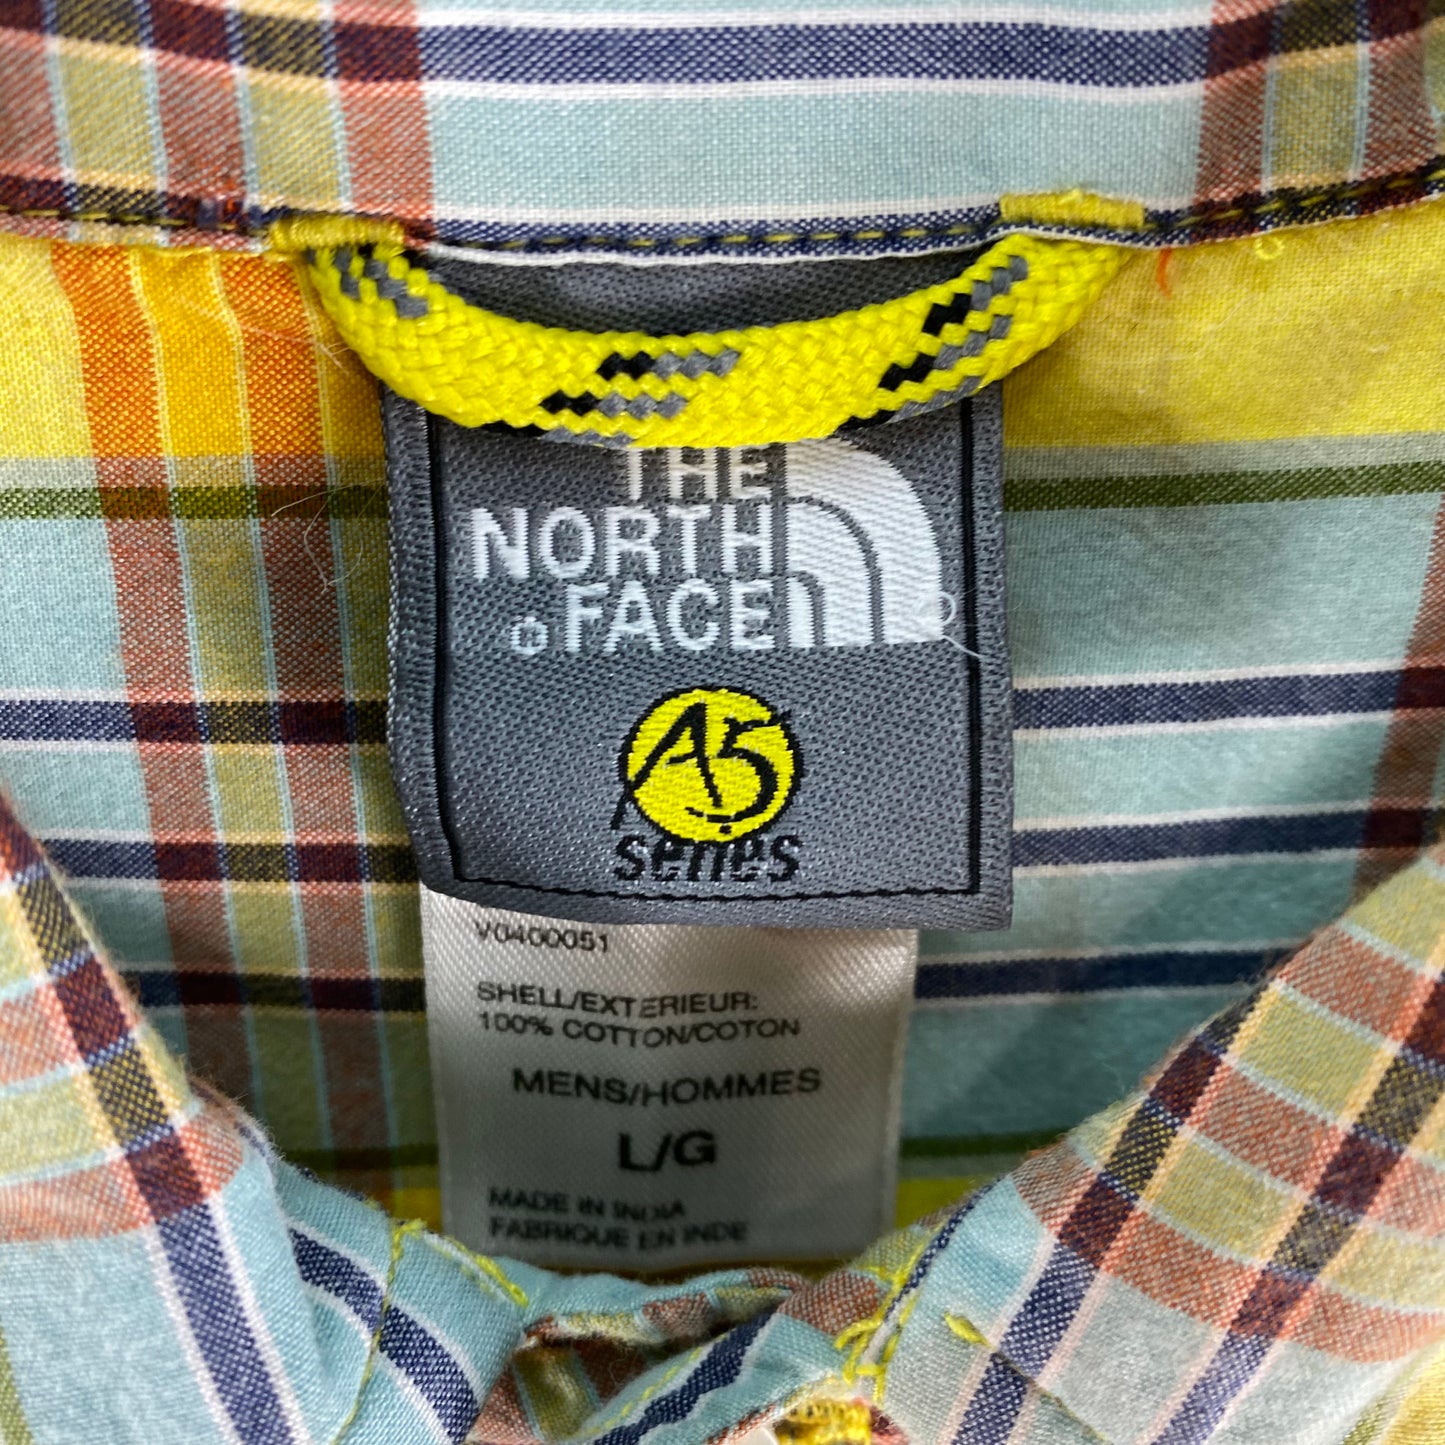 THE
NORTH
FACE
A5
series
V0400051
SHELL/EXTERIEUR:
100% COTTON/COTON
MENS/HOMMES
L/G
MADE IN INDIA
FABRIQUE EN INDE